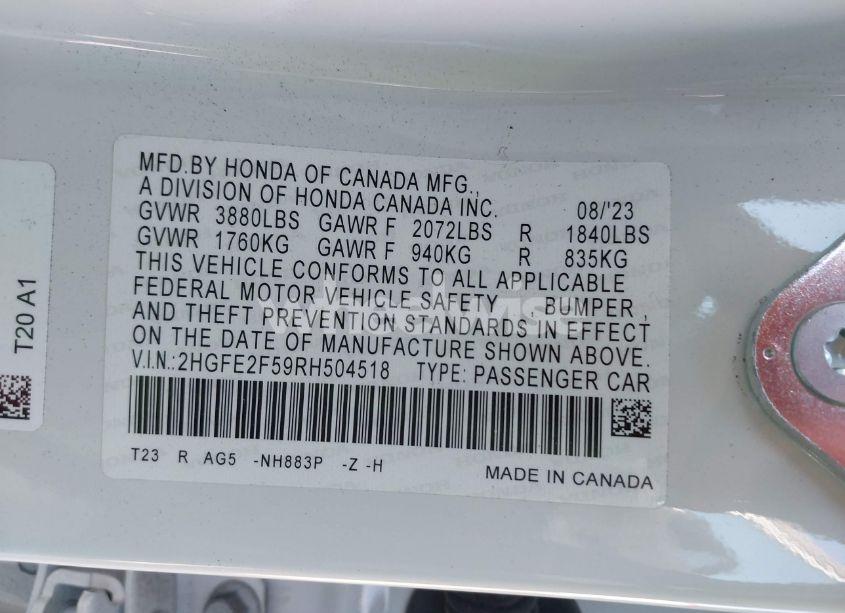 MFD.BY HONDA OF CANADA MFG.,
A DIVISION OF HONDA CANADA INC. 08/'23
GVWR 3880LBS GAWR F 2072LBS R 1840LBS
GVWR 1760KG GAWR F 940KG R 835KG
THIS VEHICLE CONFORMS TO ALL APPLICABLE
FEDERAL MOTOR VEHICLE SAFETY BUMPER,
AND THEFT PREVENTION STANDARDS IN EFFECT
ON THE DATE OF MANUFACTURE SHOWN ABOVE.
V.I.N.:2HGFE2F59RH504518 TYPE: PASSENGER CAR
T23 R AG5 -NH883P -Z -H
MADE IN CANADA
T20 A1